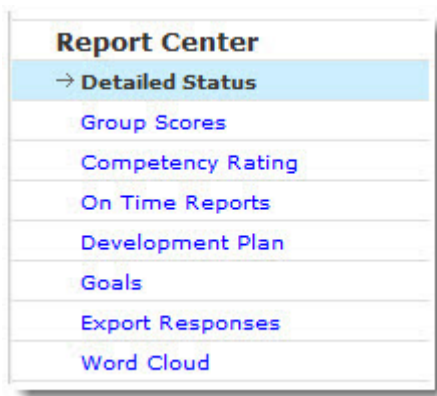 Report Center
→ Detailed Status
Group Scores
Competency Rating
On Time Reports
Development Plan
Goals
Export Responses
Word Cloud